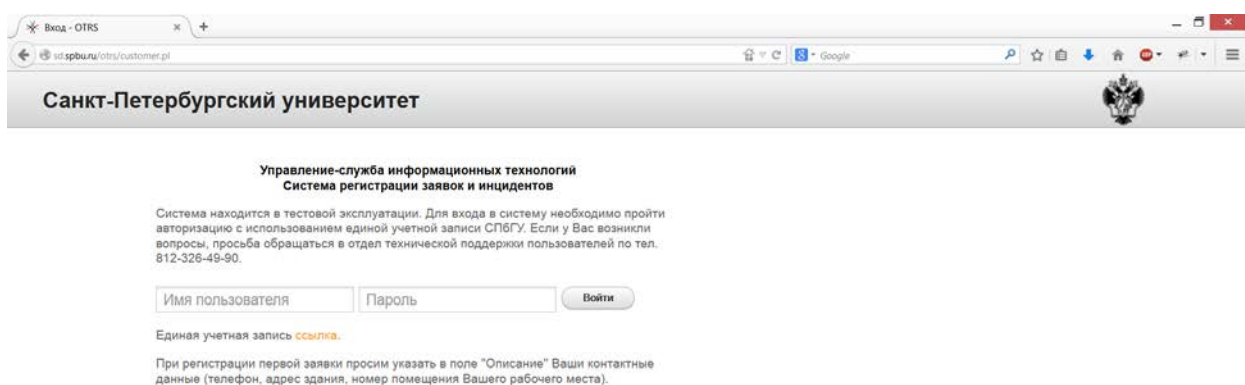 Вход - OTRS
sd.spbu.ru/otrs/customer.pl
Google
Санкт-Петербургский университет
Управление-служба информационных технологий
Система регистрации заявок и инцидентов
Система находится в тестовой эксплуатации. Для входа в систему необходимо пройти
авторизацию с использованием единой учетной записи СПбГУ. Если у Вас возникли
вопросы, просьба обращаться в отдел технической поддержки пользователей по тел.
812-326-49-90.
Имя пользователя Пароль Войти
Единая учетная запись ссылка.
При регистрации первой заявки просим указать в поле "Описание" Ваши контактные
данные (телефон, адрес здания, номер помещения Вашего рабочего места).